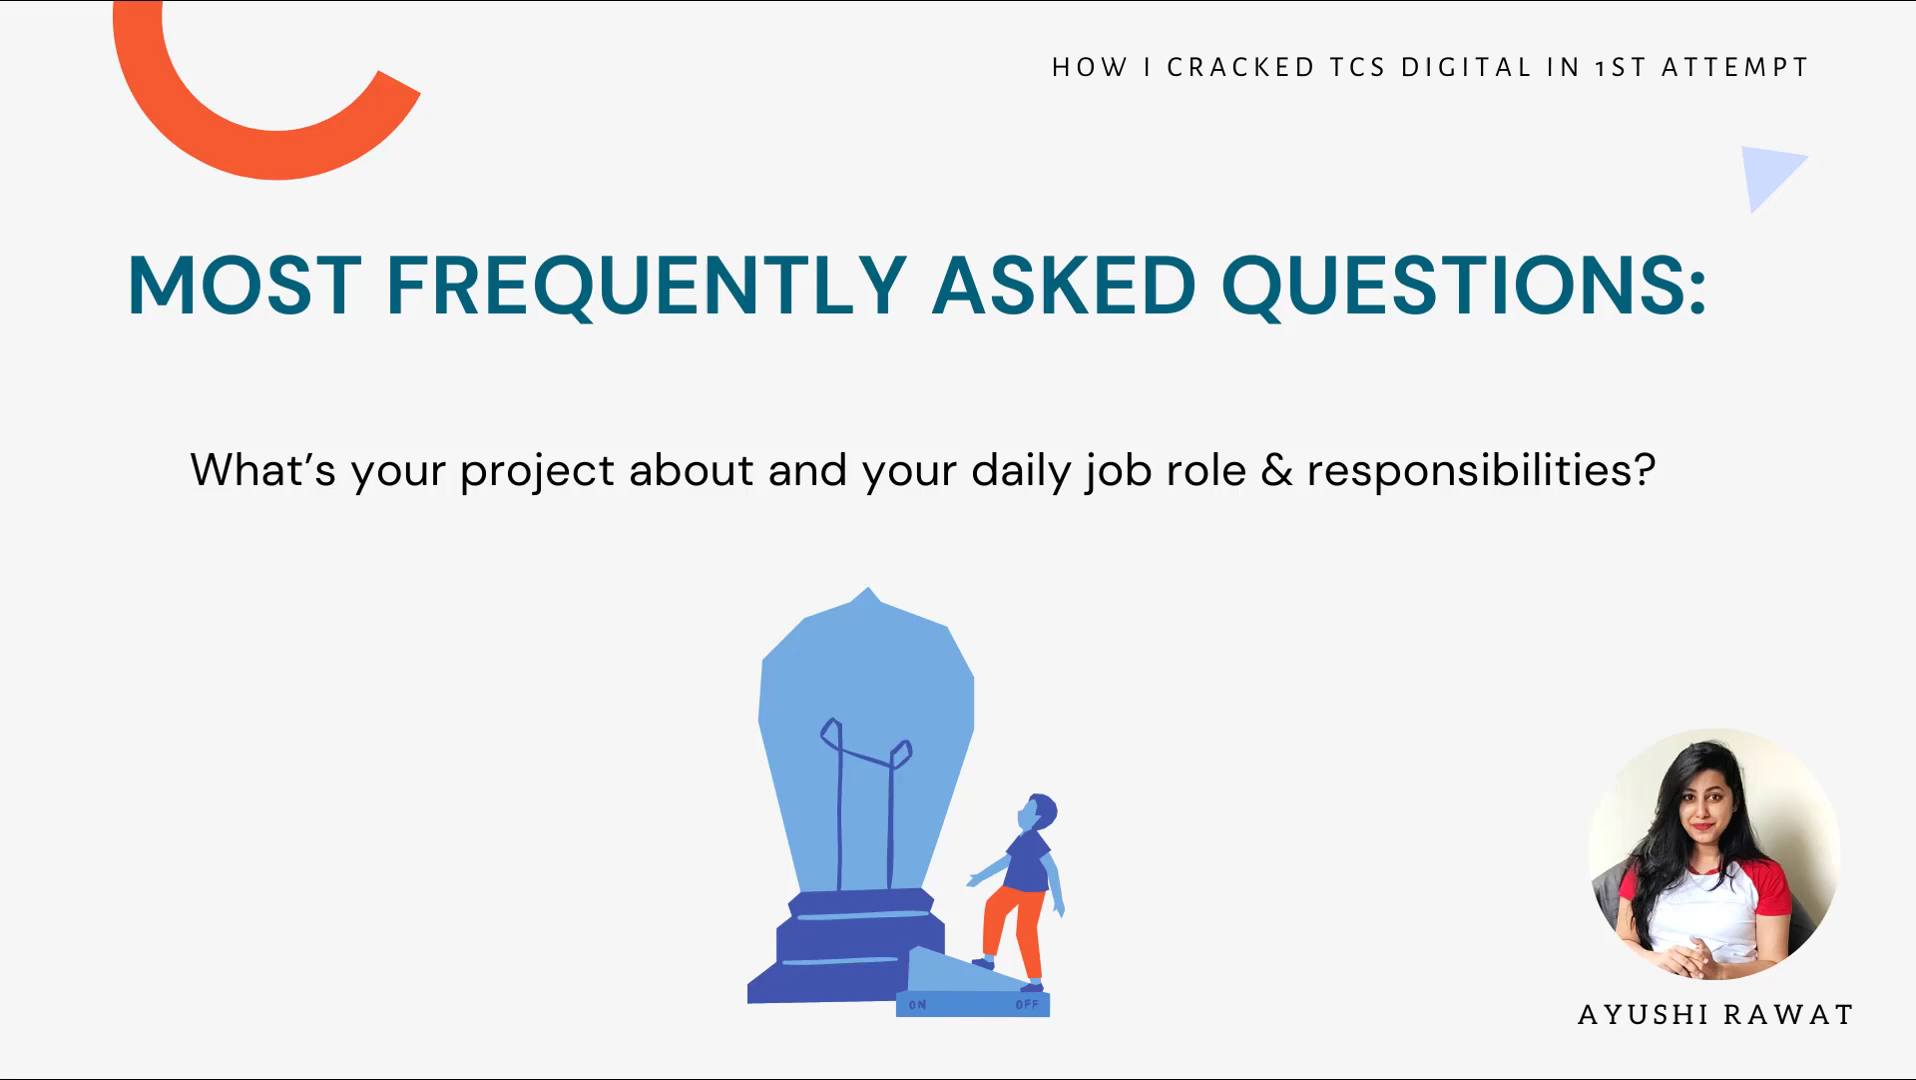 HOW I CRACKED TCS DIGITAL IN 1ST ATTEMPT
MOST FREQUENTLY ASKED QUESTIONS:
What’s your project about and your daily job role & responsibilities?
ON OFF
AYUSHI RAWAT